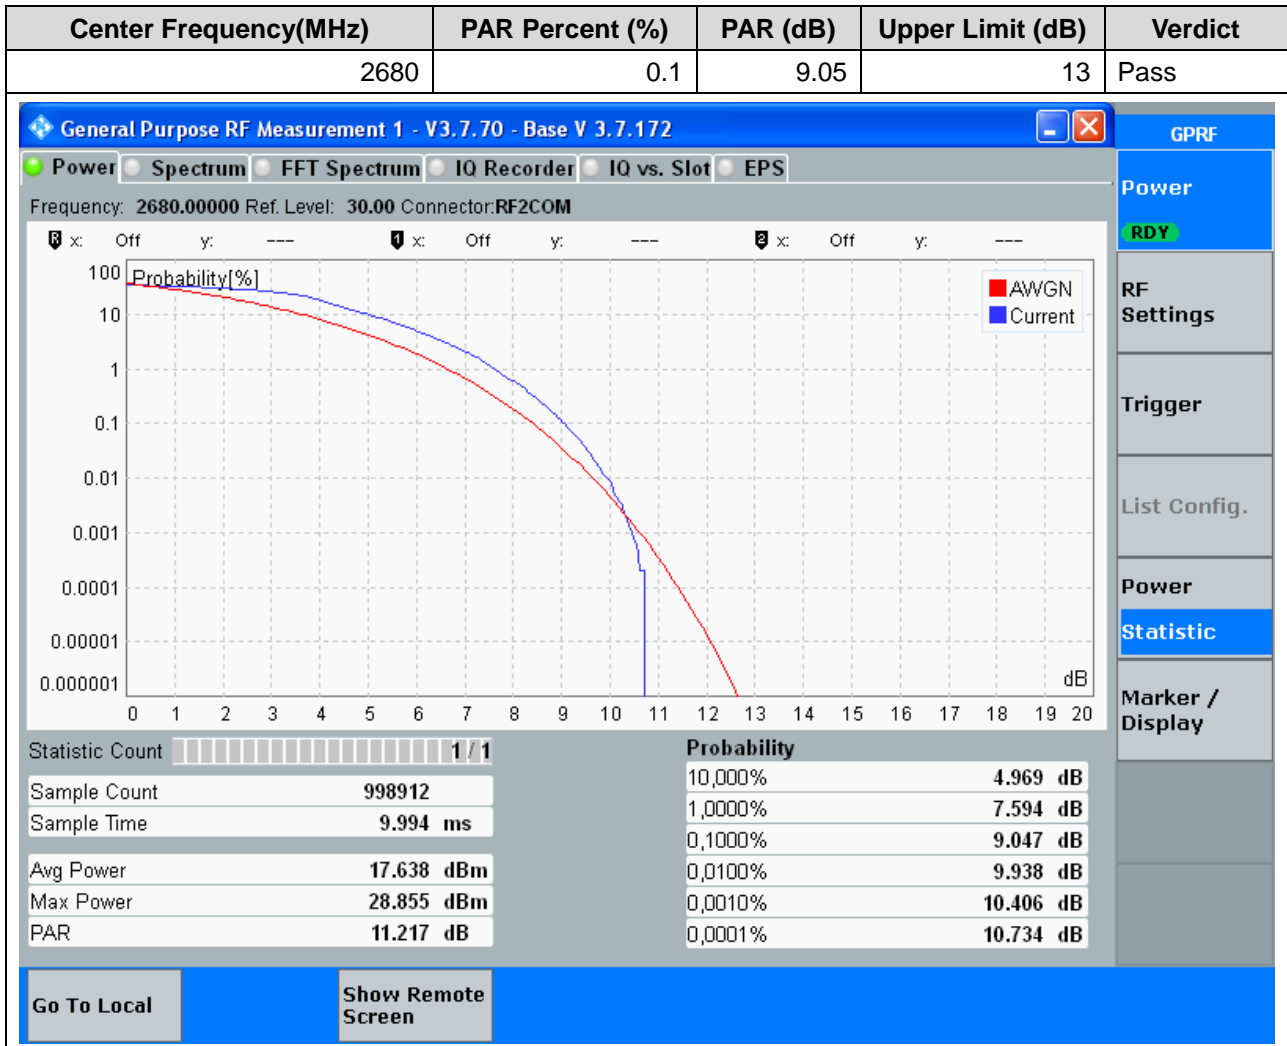 Center Frequency(MHz) PAR Percent (%) PAR (dB) Upper Limit (dB) Verdict
2680 0.1 9.05 13 Pass
General Purpose RF Measurement 1 - V3.7.70 - Base V 3.7.172
GPRF
Power Spectrum FFT Spectrum IQ Recorder IQ vs. Slot EPS
Power
RDY
Frequency: 2680.00000 Ref. Level: 30.00 Connector:RF2COM
R x: Off y: --- 1 x: Off y: --- 2 x: Off y: ---
Probability[%]
AWGN
Current
100
10
1
0.1
0.01
0.001
0.0001
0.00001
0.000001
dB
0 1 2 3 4 5 6 7 8 9 10 11 12 13 14 15 16 17 18 19 20
RF
Settings
Trigger
List Config.
Power
Statistic
Marker /
Display
Statistic Count 1 / 1
Sample Count 998912
Sample Time 9.994 ms
Avg Power 17.638 dBm
Max Power 28.855 dBm
PAR 11.217 dB
Probability
10,000% 4.969 dB
1,0000% 7.594 dB
0,1000% 9.047 dB
0,0100% 9.938 dB
0,0010% 10.406 dB
0,0001% 10.734 dB
Go To Local
Show Remote
Screen